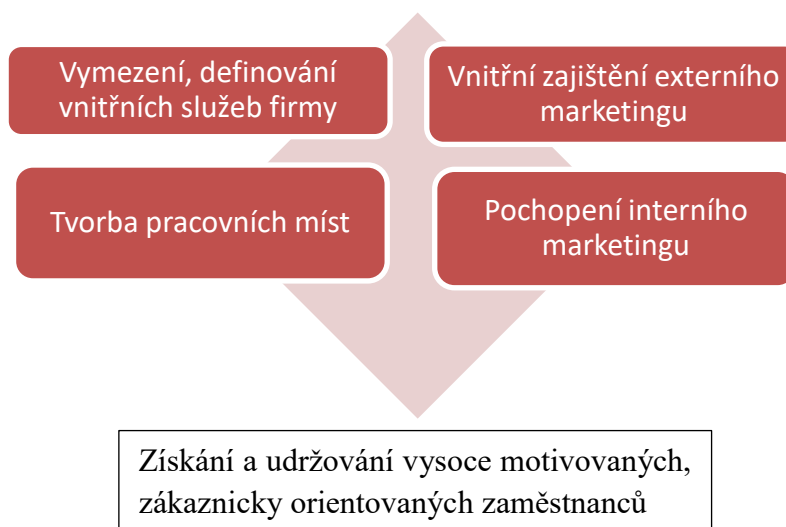 Vymezení, definování
vnitřních služeb firmy
Vnitřní zajištění externího
marketingu
Tvorba pracovních míst
Pochopení interního
marketingu
Získání a udržování vysoce motivovaných,
zákaznicky orientovaných zaměstnanců